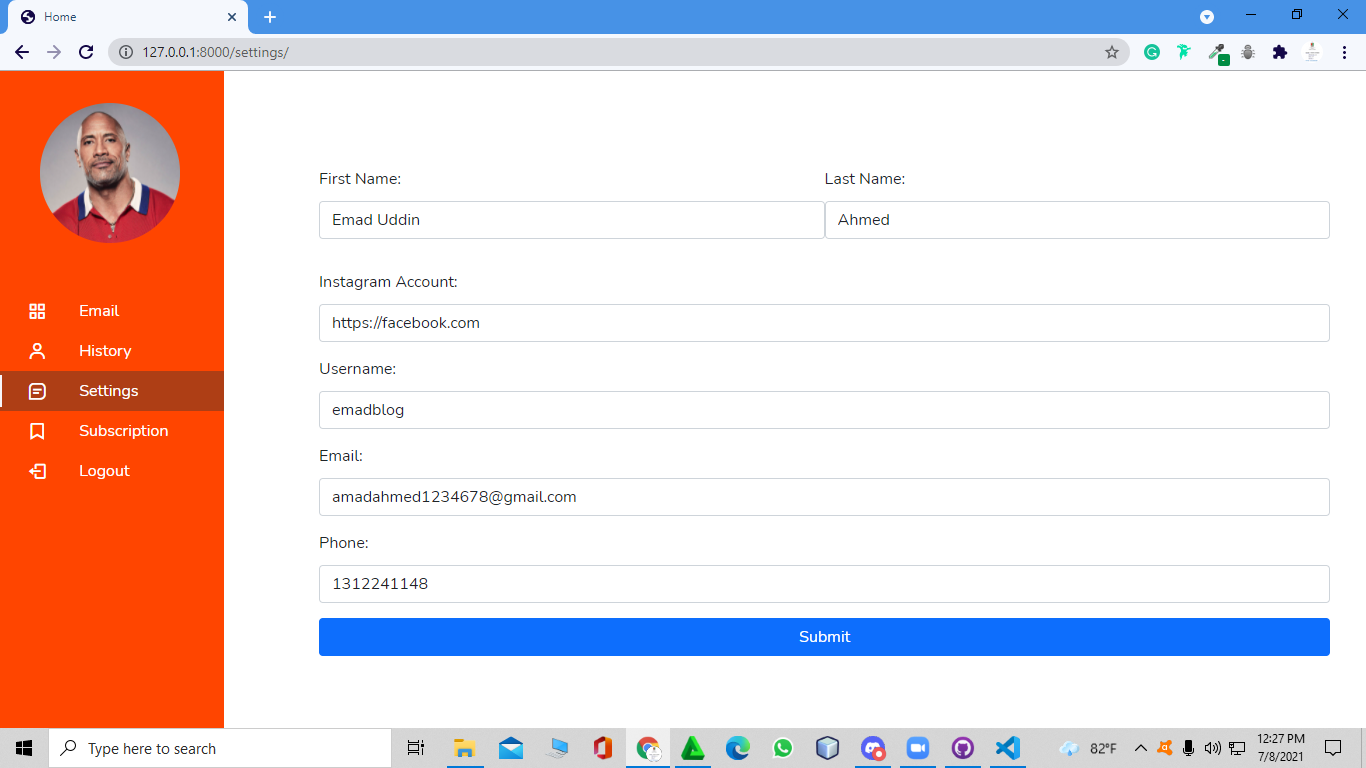 Home
127.0.0.1:8000/settings/
First Name:
Last Name:
Emad Uddin
Ahmed
Instagram Account:
https://facebook.com
Username:
emadblog
Email:
amadahmed1234678@gmail.com
Phone:
1312241148
Submit
Email
History
Settings
Subscription
Logout
Type here to search
82°F
12:27 PM
7/8/2021